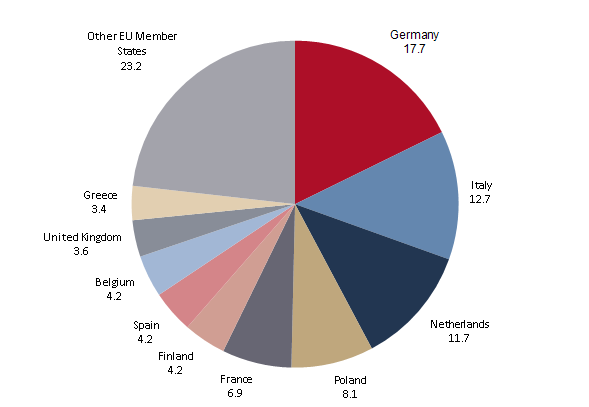 Germany
17.7
Italy
12.7
Netherlands
11.7
Poland
8.1
France
6.9
Finland
4.2
Spain
4.2
Belgium
4.2
United Kingdom
3.6
Greece
3.4
Other EU Member
States
23.2